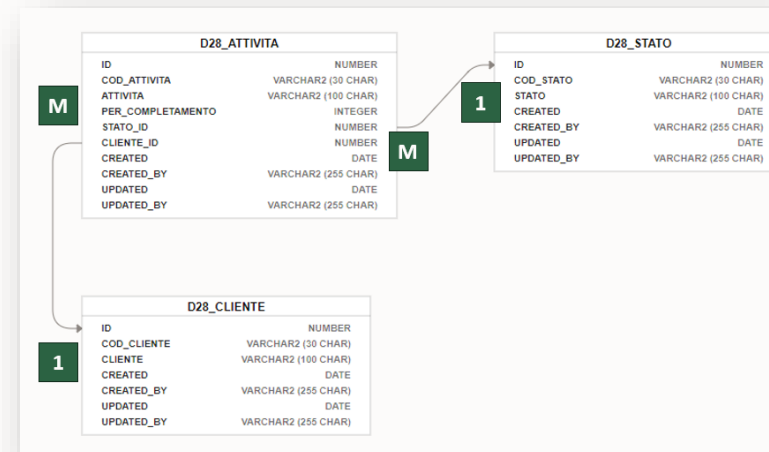 D28_ATTIVITA
ID NUMBER
COD_ATTIVITA VARCHAR2 (30 CHAR)
ATTIVITA VARCHAR2 (100 CHAR)
PER_COMPLETAMENTO INTEGER
STATO_ID NUMBER
CLIENTE_ID NUMBER
CREATED DATE
CREATED_BY VARCHAR2 (255 CHAR)
UPDATED DATE
UPDATED_BY VARCHAR2 (255 CHAR)
M
M
D28_STATO
ID NUMBER
COD_STATO VARCHAR2 (30 CHAR)
STATO VARCHAR2 (100 CHAR)
CREATED DATE
CREATED_BY VARCHAR2 (255 CHAR)
UPDATED DATE
UPDATED_BY VARCHAR2 (255 CHAR)
1
D28_CLIENTE
ID NUMBER
COD_CLIENTE VARCHAR2 (30 CHAR)
CLIENTE VARCHAR2 (100 CHAR)
CREATED DATE
CREATED_BY VARCHAR2 (255 CHAR)
UPDATED DATE
UPDATED_BY VARCHAR2 (255 CHAR)
1